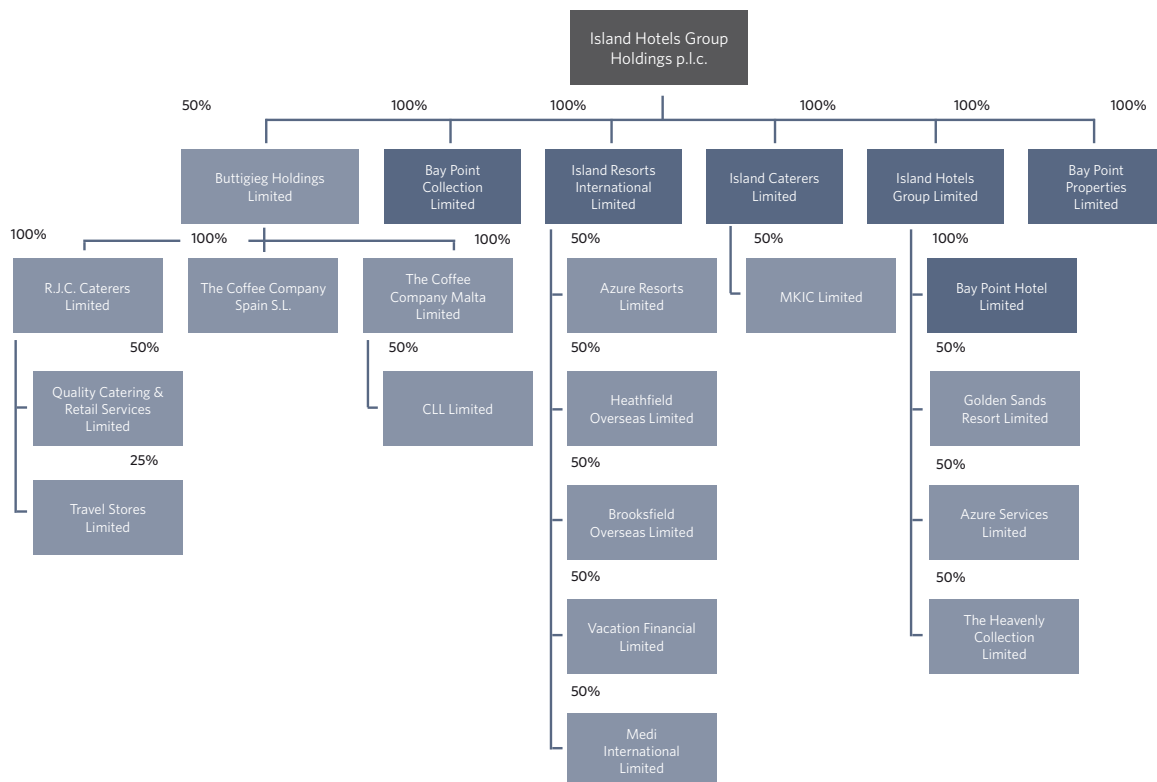 Island Hotels Group
Holdings p.l.c.
50%
100%
100%
100%
100%
100%
Buttigieg Holdings
Limited
Bay Point
Collection
Limited
Island Resorts
International
Limited
Island Caterers
Limited
Island Hotels
Group Limited
Bay Point
Properties
Limited
100%
100%
100%
50%
50%
100%
R.J.C. Caterers
Limited
The Coffee Company
Spain S.L.
The Coffee
Company Malta
Limited
Azure Resorts
Limited
MKIC Limited
Bay Point Hotel
Limited
50%
50%
50%
50%
Quality Catering &
Retail Services
Limited
CLL Limited
Heathfield
Overseas Limited
Golden Sands
Resort Limited
25%
50%
50%
Travel Stores
Limited
Brooksfield
Overseas Limited
Azure Services
Limited
50%
50%
Vacation Financial
Limited
The Heavenly
Collection
Limited
50%
Medi
International
Limited